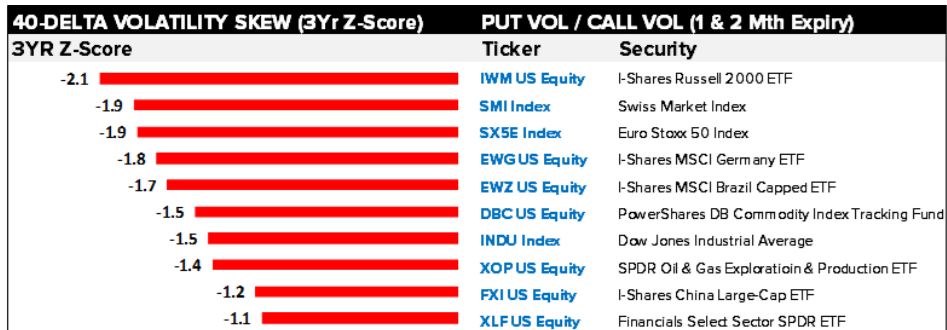 40-DELTA VOLATILITY SKEW (3Yr Z-Score) PUT VOL / CALL VOL (1 & 2 Mth Expiry)
3YR Z-Score Ticker Security
-2.1 IWM US Equity I-Shares Russell 2000 ETF
-1.9 SMI Index Swiss Market Index
-1.9 SX5E Index Euro Stoxx 50 Index
-1.8 EWG US Equity I-Shares MSCI Germany ETF
-1.7 EWZ US Equity I-Shares MSCI Brazil Capped ETF
-1.5 DBC US Equity PowerShares DB Commodity Index Tracking Fund
-1.5 INDU Index Dow Jones Industrial Average
-1.4 XOP US Equity SPDR Oil & Gas Exploratioin & Production ETF
-1.2 FXI US Equity I-Shares China Large-Cap ETF
-1.1 XLF US Equity Financials Select Sector SPDR ETF